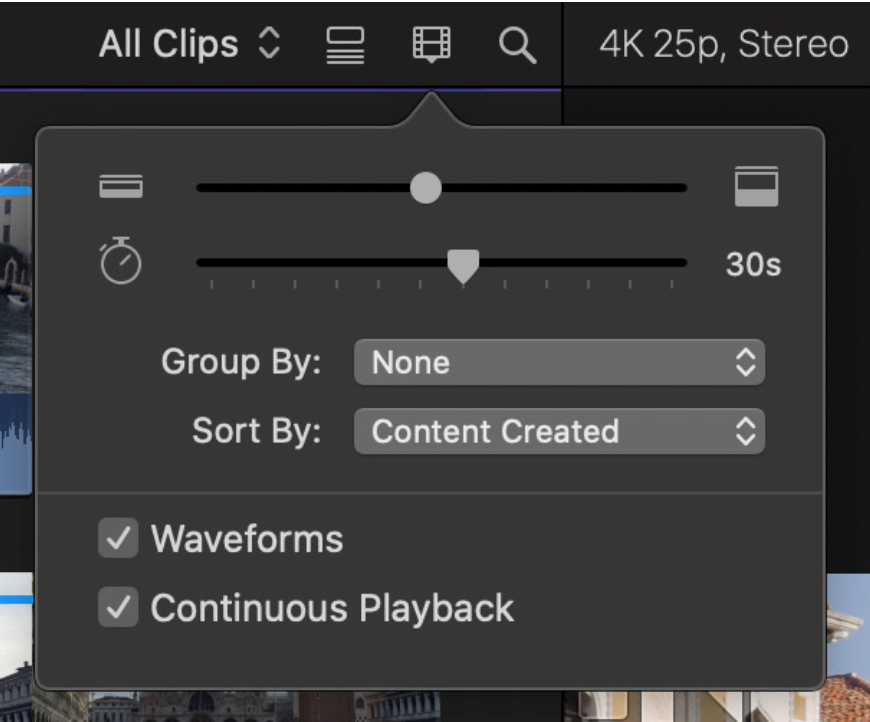 All Clips
4K 25p, Stereo
30s
Group By: None
Sort By: Content Created
Waveforms
Continuous Playback